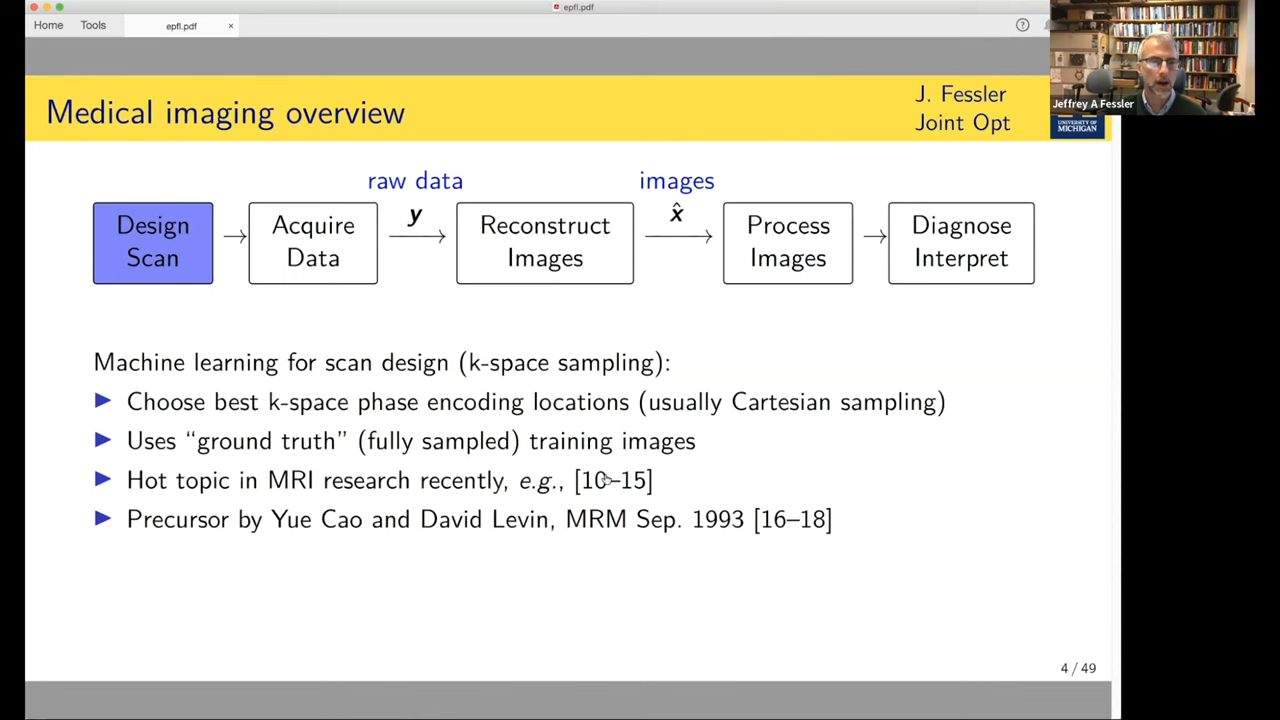 epfl.pdf
Home Tools epfl.pdf ×
?
Medical imaging overview
J. Fessler
Joint Opt
Jeffrey A Fessler
UNIVERSITY OF
MICHIGAN
raw data images
Design
Scan
Acquire
Data
y
Reconstruct
Images
x̂
Process
Images
Diagnose
Interpret
Machine learning for scan design (k-space sampling):
▶ Choose best k-space phase encoding locations (usually Cartesian sampling)
▶ Uses “ground truth” (fully sampled) training images
▶ Hot topic in MRI research recently, e.g., [10–15]
▶ Precursor by Yue Cao and David Levin, MRM Sep. 1993 [16–18]
4 / 49